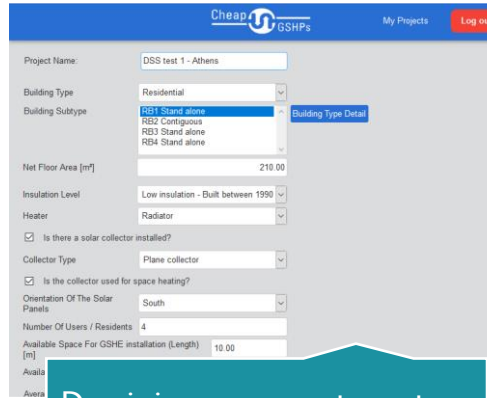 Cheap GSHPs
My Projects
Log ou
Project Name:
DSS test 1 - Athens
Building Type
Residential
Building Subtype
RB1 Stand alone
RB2 Contiguous
RB3 Stand alone
RB4 Stand alone
Building Type Detail
Net Floor Area [m²]
210.00
Insulation Level
Low insulation - Built between 1990
Heater
Radiator
Is there a solar collector installed?
Collector Type
Plane collector
Is the collector used for space heating?
Orientation Of The Solar
Panels
South
Number Of Users / Residents
4
Available Space For GSHE installation (Length)
[m]
10.00
Availa
Avera